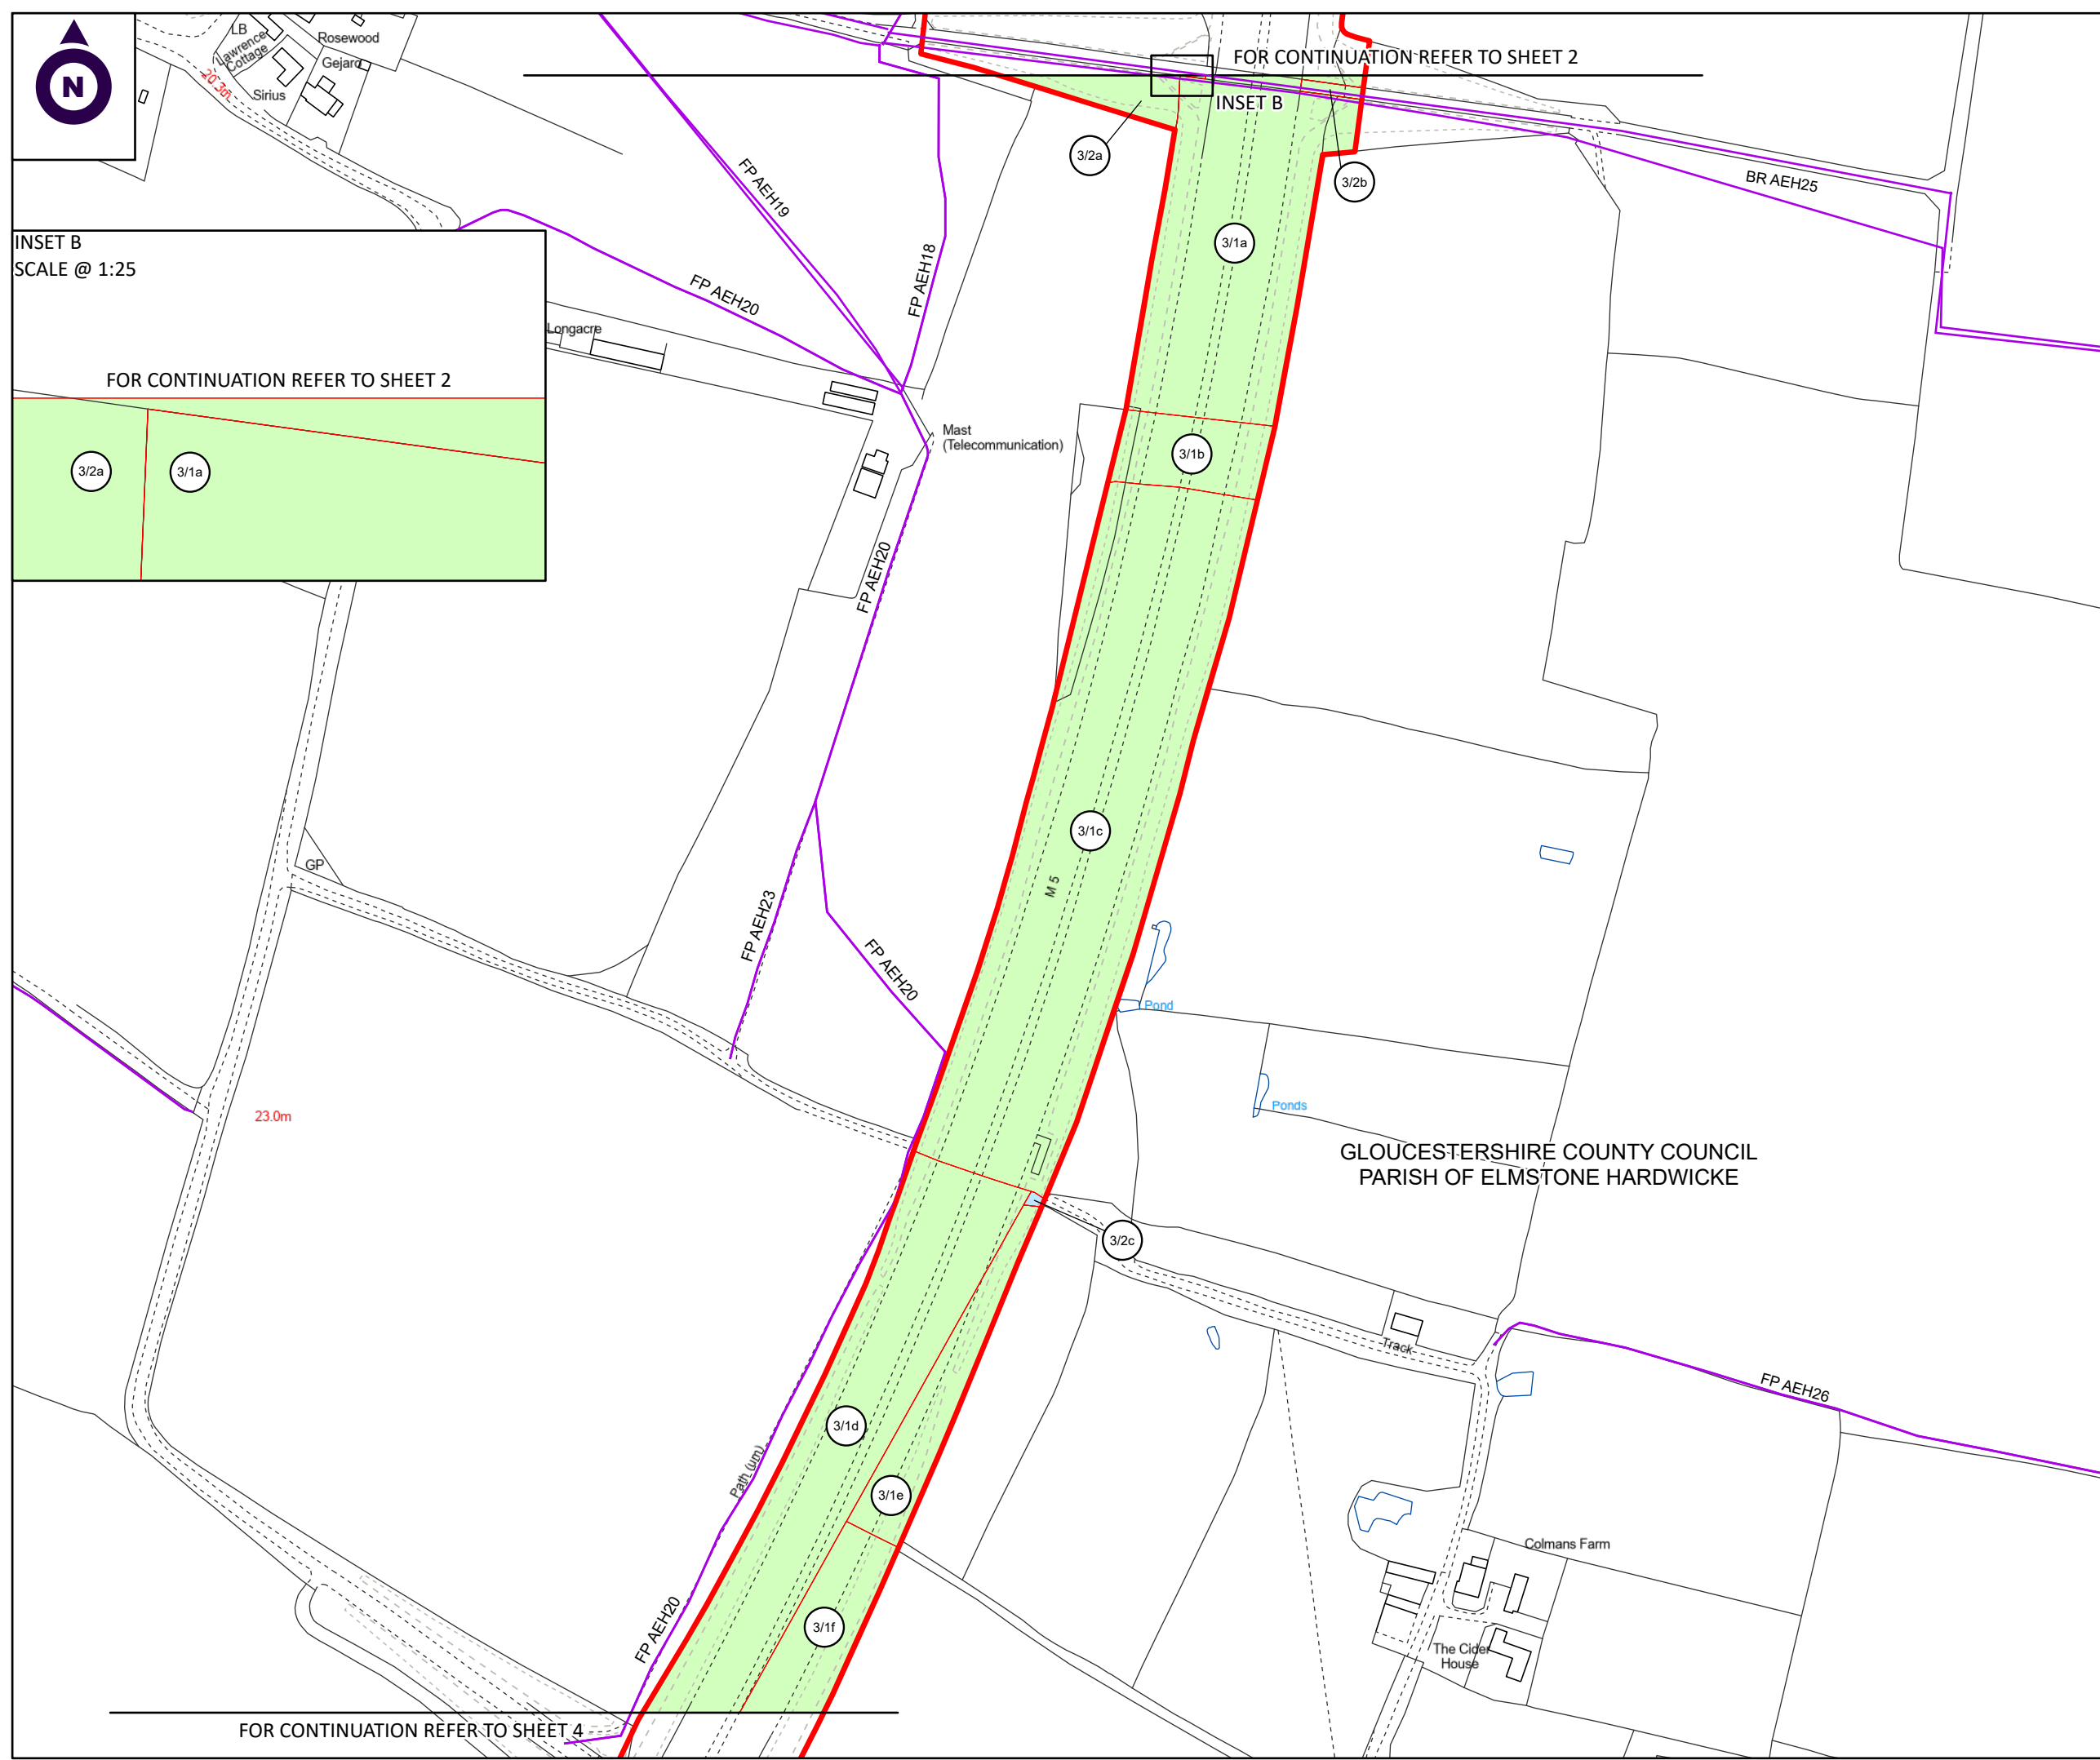 N
LB
Lawrence
Cottage
Rosewood
Gejard
Sirius
20.3m
FOR CONTINUATION REFER TO SHEET 2
INSET B
3/2a
3/2b
3/1a
BR AEH25
FP AEH19
FP AEH18
FP AEH20
INSET B
SCALE @ 1:25
FOR CONTINUATION REFER TO SHEET 2
3/2a
3/1a
Longacre
Mast
(Telecommunication)
3/1b
FP AEH20
3/1c
M 5
GP
FP AEH23
FP AEH20
Pond
Ponds
23.0m
GLOUCESTERSHIRE COUNTY COUNCIL
PARISH OF ELMSTONE HARDWICKE
3/2c
Track
FP AEH26
3/1d
Path (um)
3/1e
Colmans Farm
FP AEH20
3/1f
The Cider
House
FOR CONTINUATION REFER TO SHEET 4